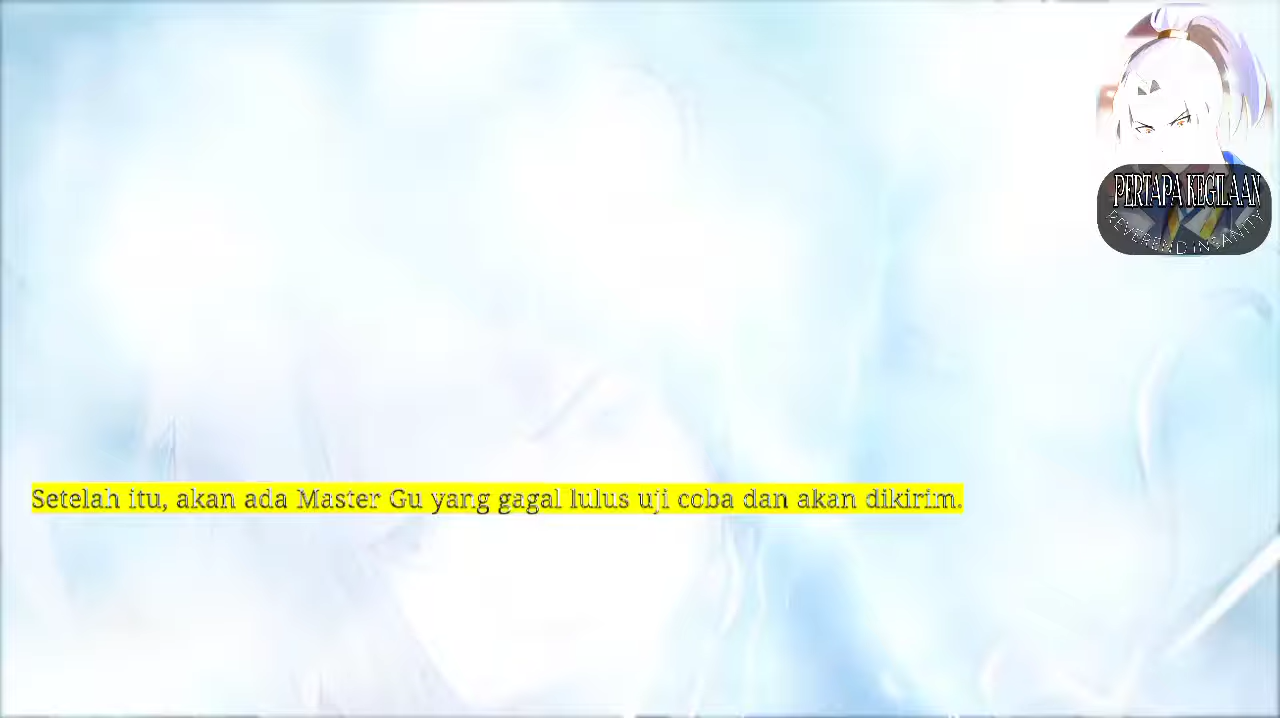 PERTAPA KEGILAAN
REVEREND INSANITY
Setelah itu, akan ada Master Gu yang gagal lulus uji coba dan akan dikirim.